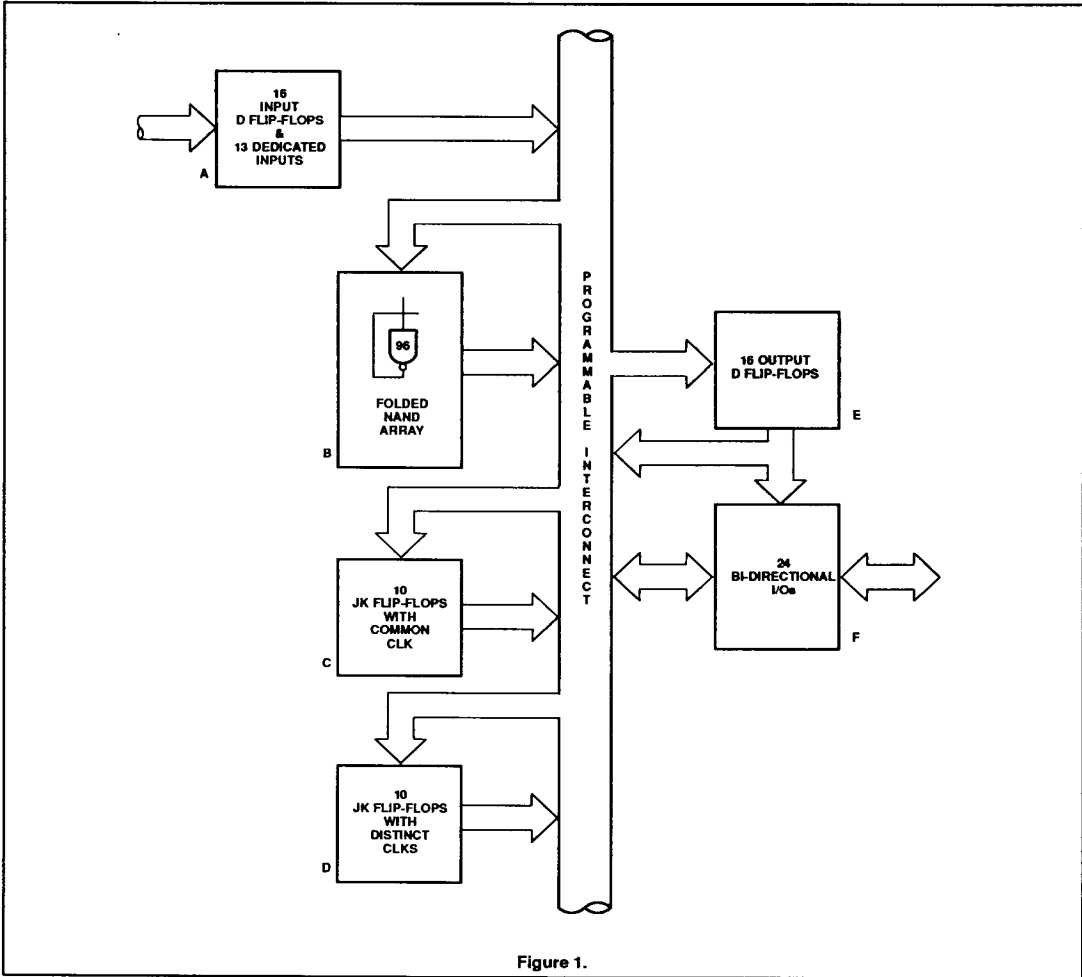 16
INPUT
D FLIP-FLOPS
&
13 DEDICATED
INPUTS
A
96
FOLDED
NAND
ARRAY
B
10
JK FLIP-FLOPS
WITH
COMMON
CLK
C
10
JK FLIP-FLOPS
WITH
DISTINCT
CLKS
D
PROGRAMMABLE INTERCONNECT
16 OUTPUT
D FLIP-FLOPS
E
24
BI-DIRECTIONAL
I/Os
F
Figure 1.